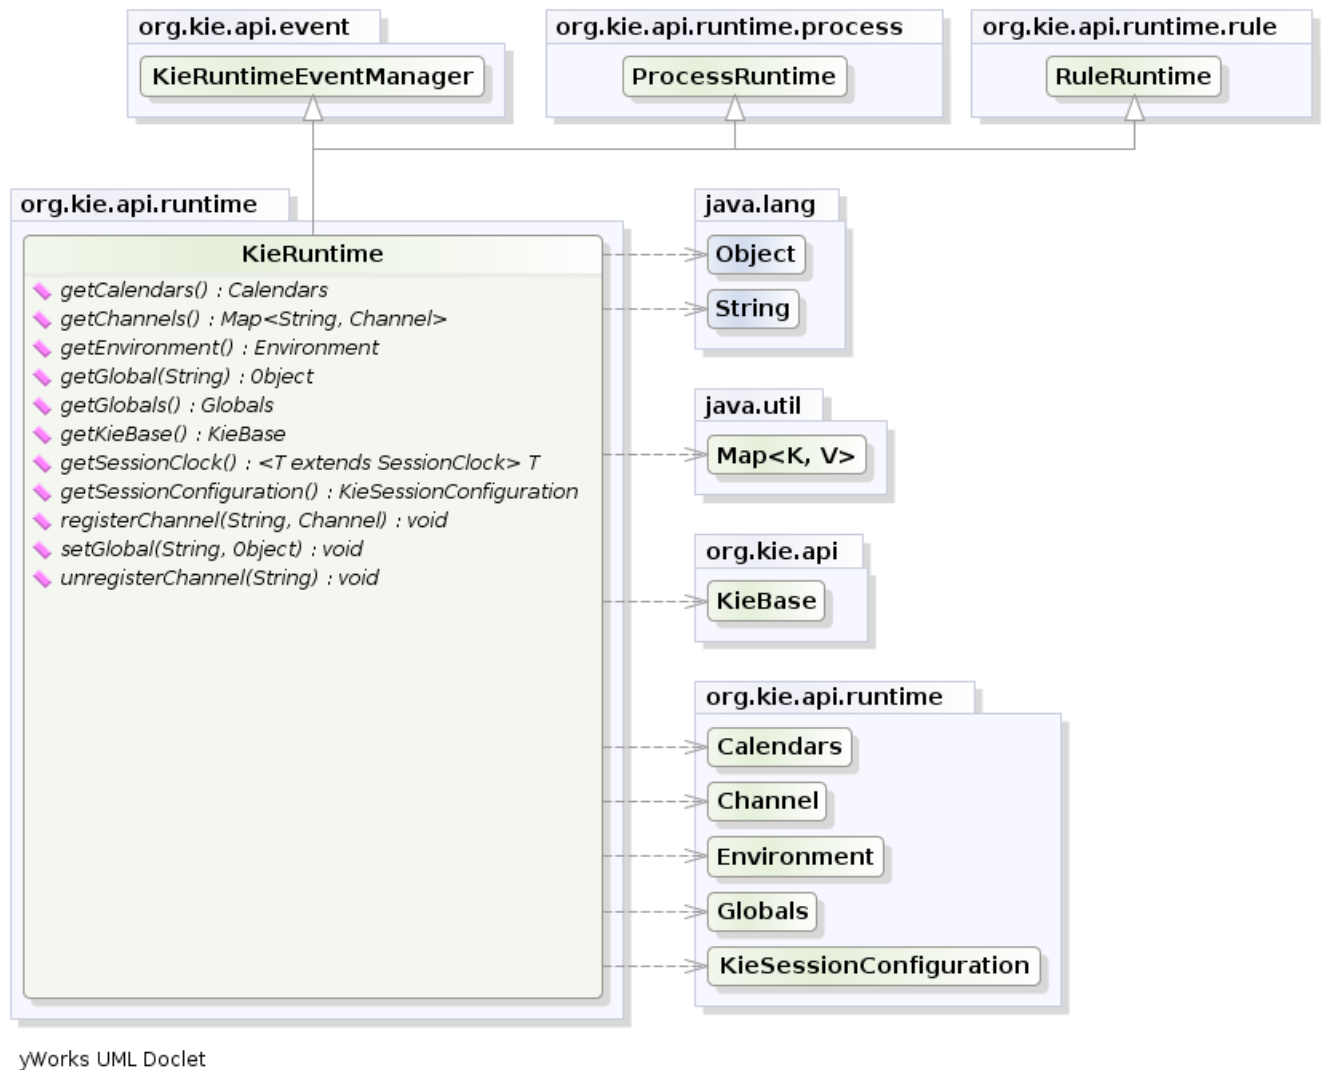 org.kie.api.event
KieRuntimeEventManager
org.kie.api.runtime.process
ProcessRuntime
org.kie.api.runtime.rule
RuleRuntime
org.kie.api.runtime
KieRuntime
getCalendars() : Calendars
getChannels() : Map<String, Channel>
getEnvironment() : Environment
getGlobal(String) : Object
getGlobals() : Globals
getKieBase() : KieBase
getSessionClock() : <T extends SessionClock> T
getSessionConfiguration() : KieSessionConfiguration
registerChannel(String, Channel) : void
setGlobal(String, Object) : void
unregisterChannel(String) : void
java.lang
Object
String
java.util
Map<K, V>
org.kie.api
KieBase
org.kie.api.runtime
Calendars
Channel
Environment
Globals
KieSessionConfiguration
yWorks UML Doclet